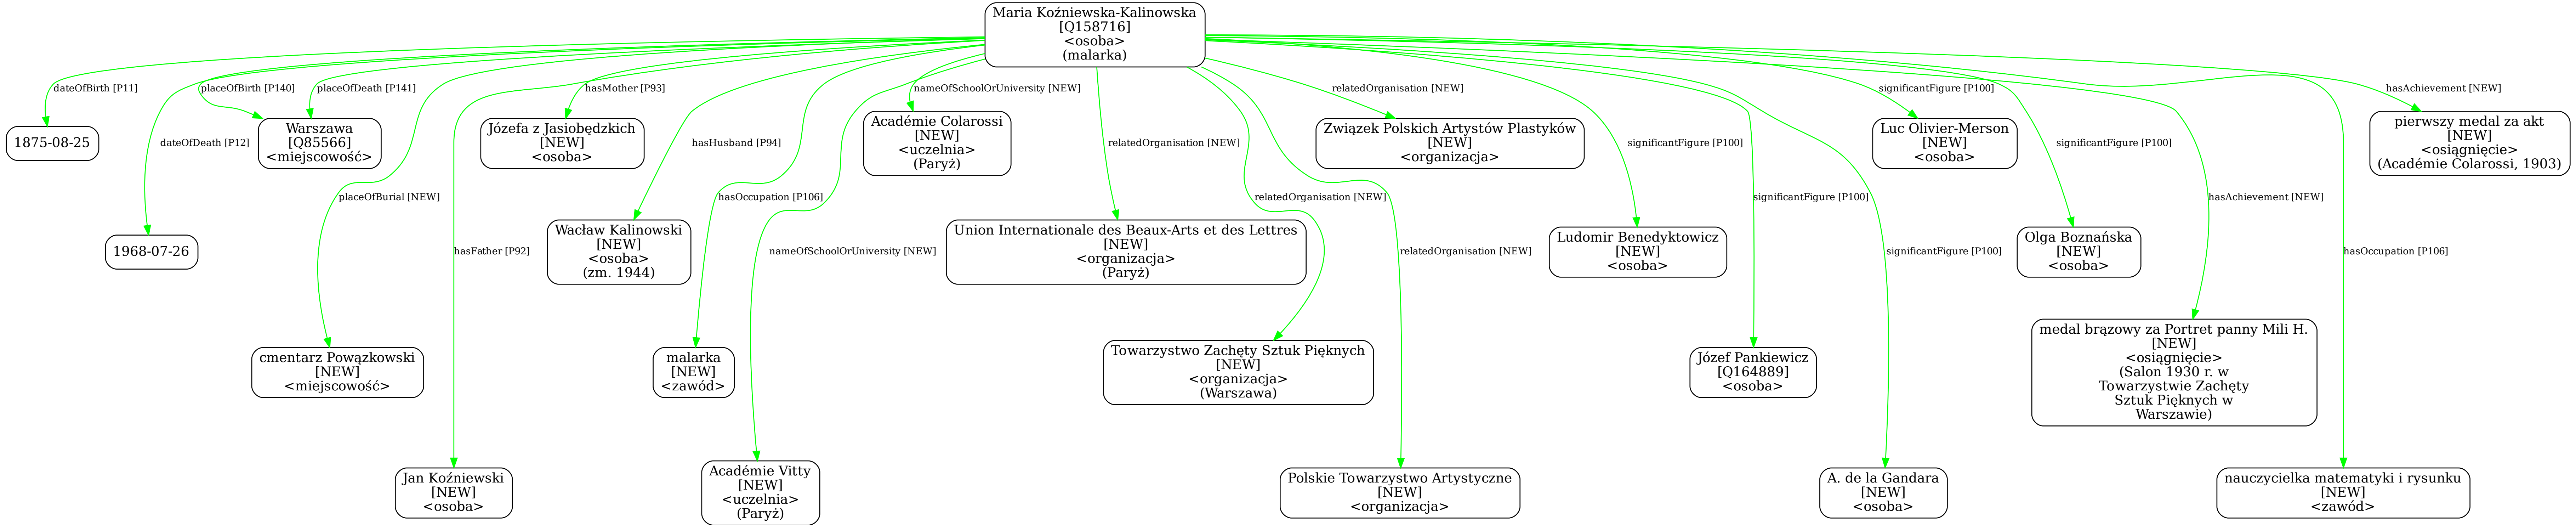 Maria Koźniewska-Kalinowska
[Q158716]
<osoba>
(malarka)
dateOfBirth [P11]
placeOfBirth [P140]
placeOfDeath [P141]
hasMother [P93]
nameOfSchoolOrUniversity [NEW]
relatedOrganisation [NEW]
significantFigure [P100]
hasAchievement [NEW]
1875-08-25
dateOfDeath [P12]
Warszawa
[Q85566]
<miejscowość>
Józefa z Jasiobędzkich
[NEW]
<osoba>
hasHusband [P94]
Académie Colarossi
[NEW]
<uczelnia>
(Paryż)
relatedOrganisation [NEW]
Związek Polskich Artystów Plastyków
[NEW]
<organizacja>
significantFigure [P100]
Luc Olivier-Merson
[NEW]
<osoba>
significantFigure [P100]
pierwszy medal za akt
[NEW]
<osiągnięcie>
(Académie Colarossi, 1903)
placeOfBurial [NEW]
hasOccupation [P106]
relatedOrganisation [NEW]
significantFigure [P100]
hasAchievement [NEW]
1968-07-26
hasFather [P92]
Wacław Kalinowski
[NEW]
<osoba>
(zm. 1944)
nameOfSchoolOrUniversity [NEW]
Union Internationale des Beaux-Arts et des Lettres
[NEW]
<organizacja>
(Paryż)
relatedOrganisation [NEW]
Ludomir Benedyktowicz
[NEW]
<osoba>
significantFigure [P100]
Olga Boznańska
[NEW]
<osoba>
hasOccupation [P106]
cmentarz Powązkowski
[NEW]
<miejscowość>
malarka
[NEW]
<zawód>
Towarzystwo Zachęty Sztuk Pięknych
[NEW]
<organizacja>
(Warszawa)
Józef Pankiewicz
[Q164889]
<osoba>
medal brązowy za Portret panny Mili H.
[NEW]
<osiągnięcie>
(Salon 1930 r. w
Towarzystwie Zachęty
Sztuk Pięknych w
Warszawie)
Jan Koźniewski
[NEW]
<osoba>
Académie Vitty
[NEW]
<uczelnia>
(Paryż)
Polskie Towarzystwo Artystyczne
[NEW]
<organizacja>
A. de la Gandara
[NEW]
<osoba>
nauczycielka matematyki i rysunku
[NEW]
<zawód>